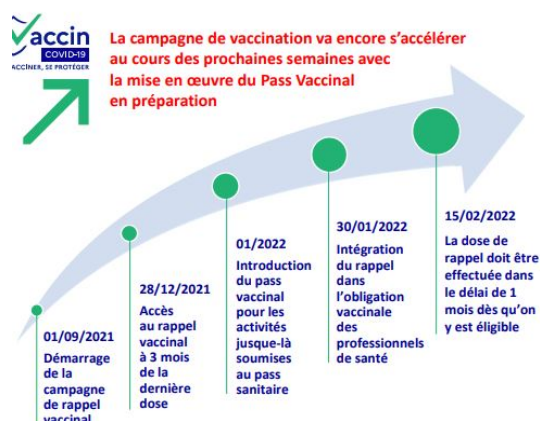 Vaccin
COVID-19
VACCINER, SE PROTÉGER
La campagne de vaccination va encore s’accélérer
au cours des prochaines semaines avec
la mise en œuvre du Pass Vaccinal
en préparation
01/09/2021
Démarrage
de la
campagne
de rappel
vaccinal
28/12/2021
Accès
au rappel
vaccinal
à 3 mois
de la
dernière
dose
01/2022
Introduction
du pass
vaccinal
pour les
activités
jusque-là
soumises
au pass
sanitaire
30/01/2022
Intégration
du rappel
dans
l’obligation
vaccinale
des
professionnels
de santé
15/02/2022
La dose de
rappel doit être
effectuée dans
le délai de 1
mois dès qu’on
y est éligible